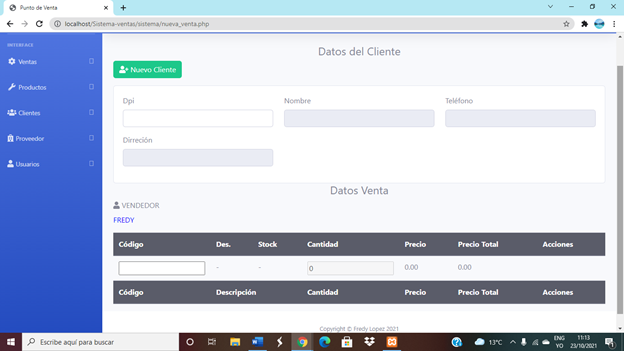 Punto de Venta
localhost/Sistema-ventas/sistema/nueva_venta.php
INTERFACE
Ventas
Productos
Clientes
Proveedor
Usuarios
Datos del Cliente
Nuevo Cliente
Dpi Nombre Teléfono
Dirreción
Datos Venta
VENDEDOR
FREDY
Código Des. Stock Cantidad Precio Precio Total Acciones
- - 0 0.00 0.00
Código Descripción Cantidad Precio Precio Total Acciones
Copyright © Fredy Lopez 2021
Escribe aquí para buscar
13°C
ENG
YO
11:13
23/10/2021